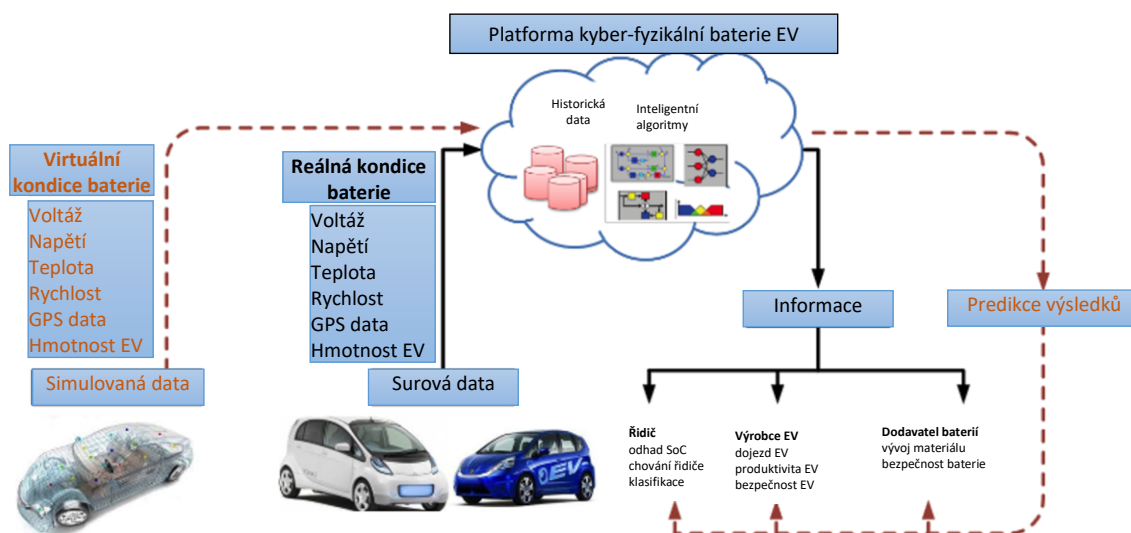 Platforma kyber-fyzikální baterie EV
Historická
data
Inteligentní
algoritmy
Virtuální
kondice baterie
Voltáž
Napětí
Teplota
Rychlost
GPS data
Hmotnost EV
Simulovaná data
Reálná kondice
baterie
Voltáž
Napětí
Teplota
Rychlost
GPS data
Hmotnost EV
Surová data
Informace
Predikce výsledků
Řidič
odhad SoC
chování řidiče
klasifikace
Výrobce EV
dojezd EV
produktivita EV
bezpečnost EV
Dodavatel baterií
vývoj materiálu
bezpečnost baterie
EV